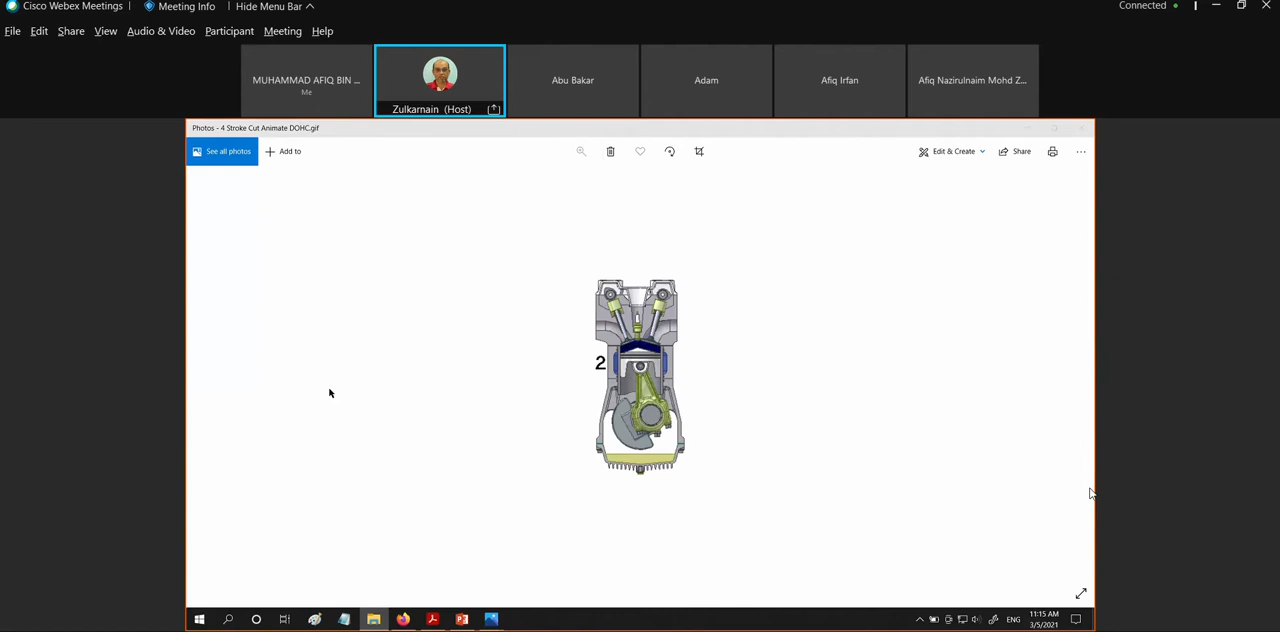 Cisco Webex Meetings | Meeting Info | Hide Menu Bar Connected
File Edit Share View Audio & Video Participant Meeting Help
MUHAMMAD AFIQ BIN ...
Me
Zulkarnain (Host)
Abu Bakar
Adam
Afiq Irfan
Afiq Nazirulnaim Mohd Z...
Photos - 4 Stroke Cut Animate DOHC.gif
See all photos + Add to Edit & Create Share ...
2
ENG 11:15 AM
3/5/2021